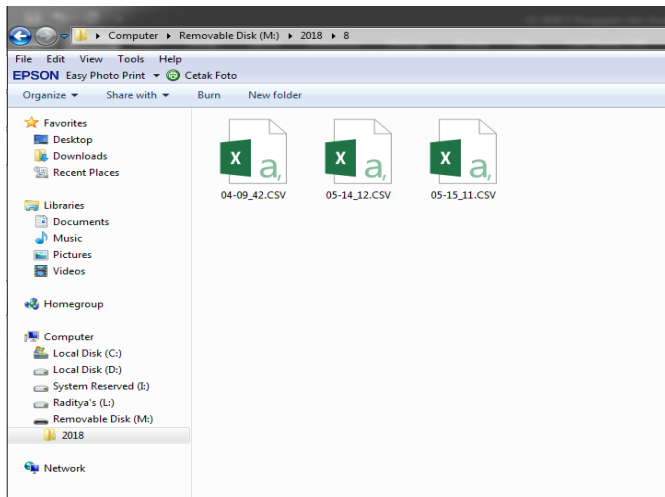 Computer ▸ Removable Disk (M:) ▸ 2018 ▸ 8
File Edit View Tools Help
EPSON Easy Photo Print Cetak Foto
Organize Share with Burn New folder
Favorites
Desktop
Downloads
Recent Places
Libraries
Documents
Music
Pictures
Videos
Homegroup
Computer
Local Disk (C:)
Local Disk (D:)
System Reserved (I:)
Raditya's (L:)
Removable Disk (M:)
2018
Network
X a,
X a,
X a,
04-09_42.CSV 05-14_12.CSV 05-15_11.CSV